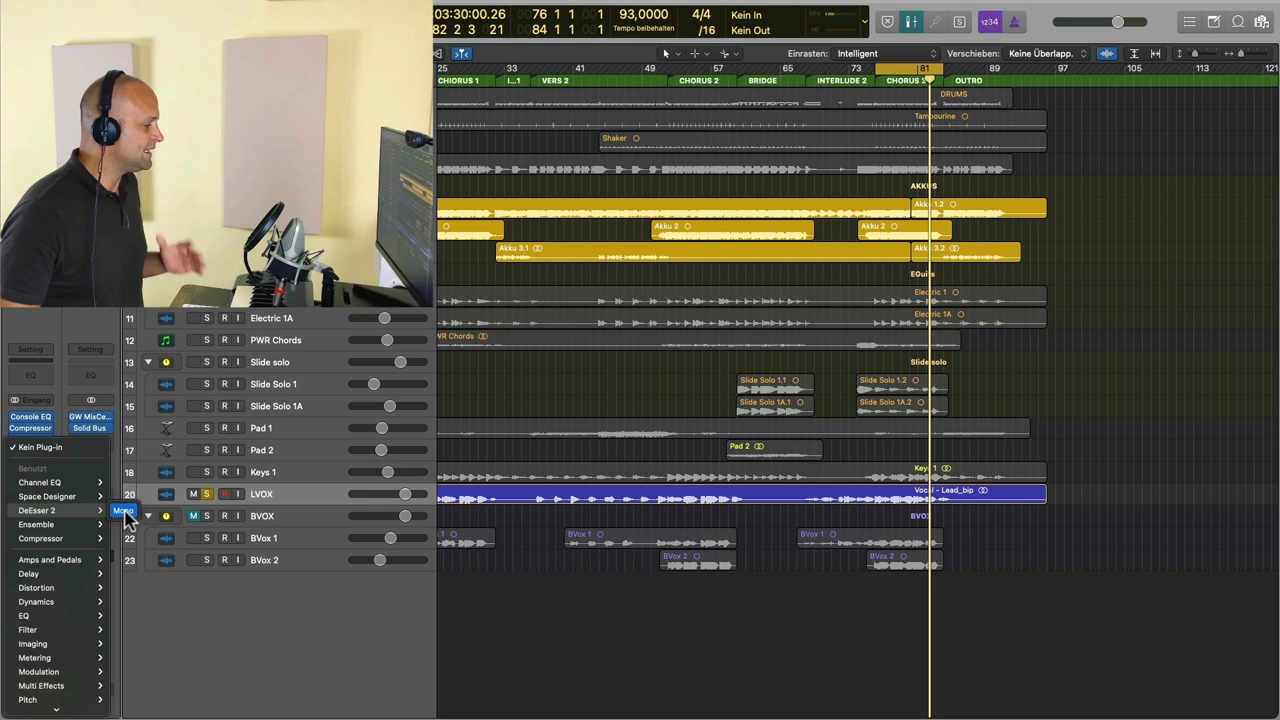 03:30:00.26 76 1 1 1 93,0000 4/4 Kein In
82 2 3 21 84 1 1 1 Tempo beibehalten /16 Kein Out
1234
Einrasten: Intelligent
Verschieben: Keine Überlapp.
25 33 41 49 57 65 73 81 89 97 105 113 121
CHORUS 1 I...1 VERS 2 CHORUS 2 BRIDGE INTERLUDE 2 CHORUS OUTRO
DRUMS
Tambourine
Shaker
AKKUS
Akku 1.2
Akku 2 Akku 2
Akku 3.1 Akku 3.2
EGuits
Electric 1
11 S R I Electric 1A
Electric 1A
12 S R I PWR Chords
WR Chords
13 S Slide solo
Slide solo
14 S R I Slide Solo 1
Slide Solo 1.1 Slide Solo 1.2
15 S R I Slide Solo 1A
Slide Solo 1A.1 Slide Solo 1A.2
16 S R I Pad 1
17 S R I Pad 2
Pad 2
18 S R I Keys 1
Keys 1
20 M S R I LVOX
Vocal - Lead_bip
M S BVOX
BVOX
22 S R I BVox 1
1 BVox 1 BVox 1
23 S R I BVox 2
BVox 2 BVox 2
Setting Setting
EQ EQ
Eingang
Console EQ GW MixCe...
Compressor Solid Bus
✓ Kein Plug-in
Benutzt
Channel EQ
Space Designer
DeEsser 2
Mono
Ensemble
Compressor
Amps and Pedals
Delay
Distortion
Dynamics
EQ
Filter
Imaging
Metering
Modulation
Multi Effects
Pitch